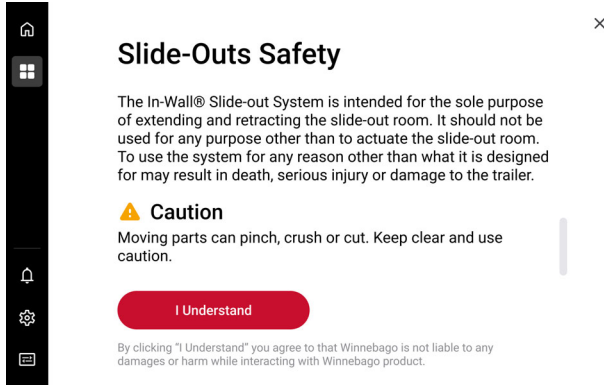 Slide-Outs Safety
The In-Wall® Slide-out System is intended for the sole purpose
of extending and retracting the slide-out room. It should not be
used for any purpose other than to actuate the slide-out room.
To use the system for any reason other than what it is designed
for may result in death, serious injury or damage to the trailer.
Caution
Moving parts can pinch, crush or cut. Keep clear and use
caution.
I Understand
By clicking “I Understand” you agree to that Winnebago is not liable to any
damages or harm while interacting with Winnebago product.